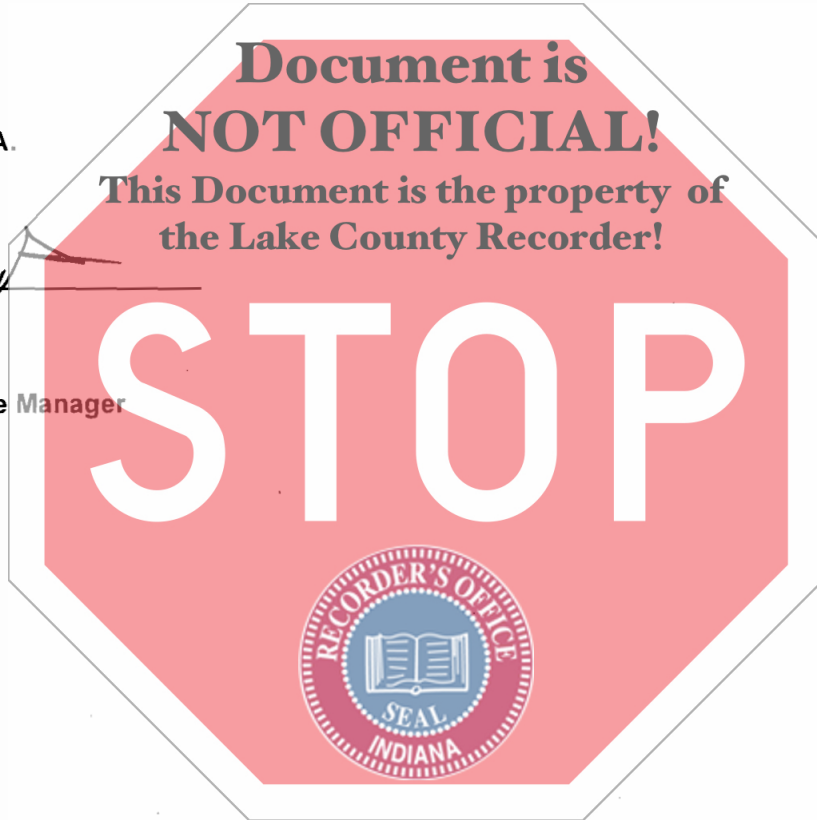 Document is
NOT OFFICIAL!
A.
This Document is the property of
the Lake County Recorder!
STOP
e Manager
RECORDER'S OFFICE
SEAL
INDIANA